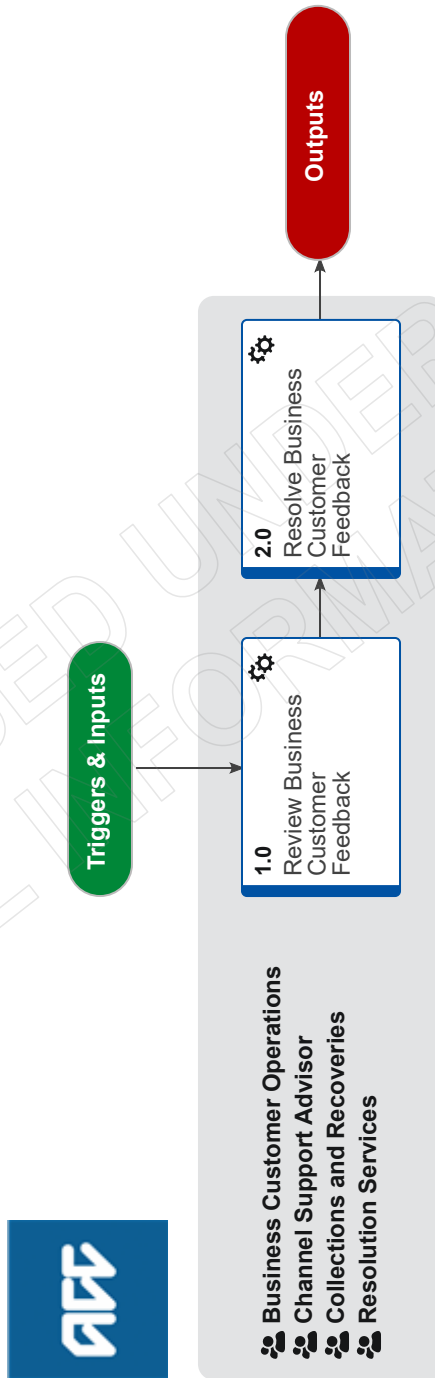 acc
Triggers & Inputs
Business Customer Operations
Channel Support Advisor
Collections and Recoveries
Resolution Services
1.0
Review Business
Customer
Feedback
2.0
Resolve Business
Customer
Feedback
Outputs